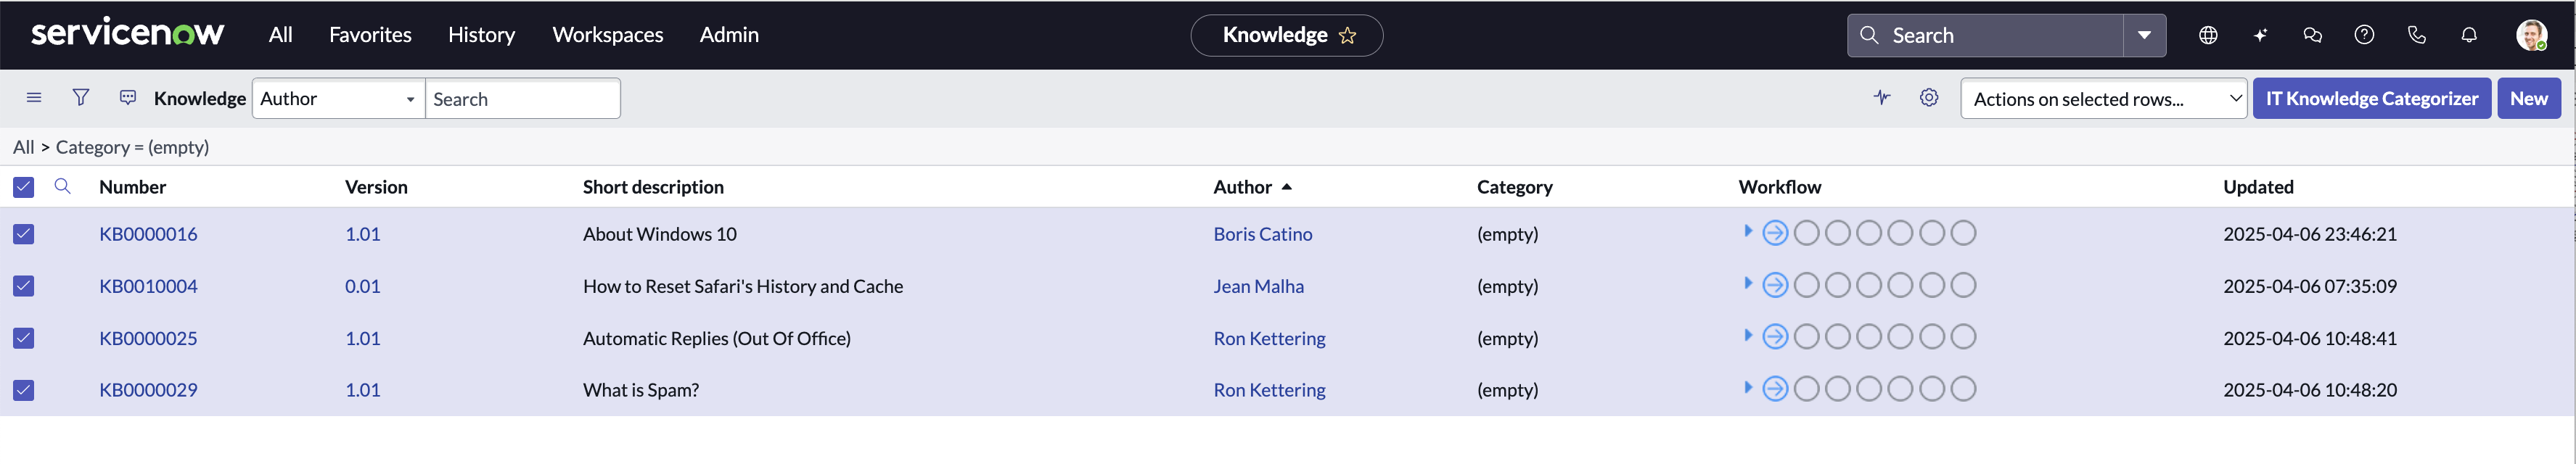 servicenow All Favorites History Workspaces Admin Knowledge Search
Knowledge Author Search Actions on selected rows... IT Knowledge Categorizer New
All > Category = (empty)
Number Version Short description Author Category Workflow Updated
KB0000016 1.01 About Windows 10 Boris Catino (empty) 2025-04-06 23:46:21
KB0010004 0.01 How to Reset Safari's History and Cache Jean Malha (empty) 2025-04-06 07:35:09
KB0000025 1.01 Automatic Replies (Out Of Office) Ron Kettering (empty) 2025-04-06 10:48:41
KB0000029 1.01 What is Spam? Ron Kettering (empty) 2025-04-06 10:48:20